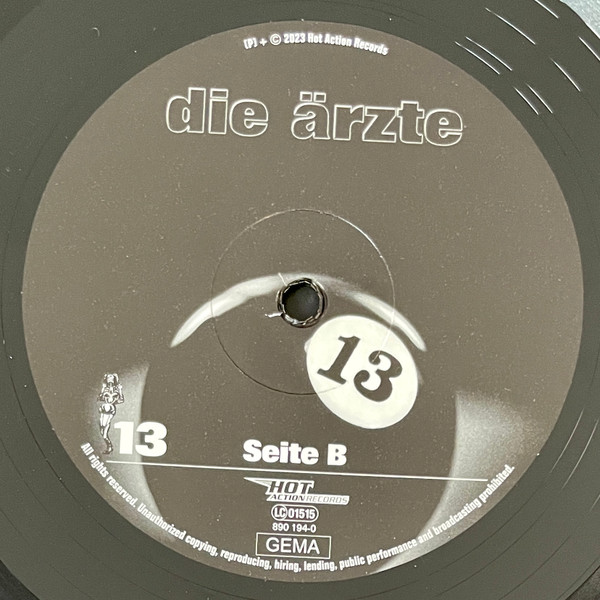 [P] + © 2023 Hot Action Records
die ärzte
13
13
Seite B
HOT
ACTION RECORDS
LC 01515
890 194-0
GEMA
All rights reserved. Unauthorized copying, reproducing, hiring, lending, public performance and broadcasting prohibited.